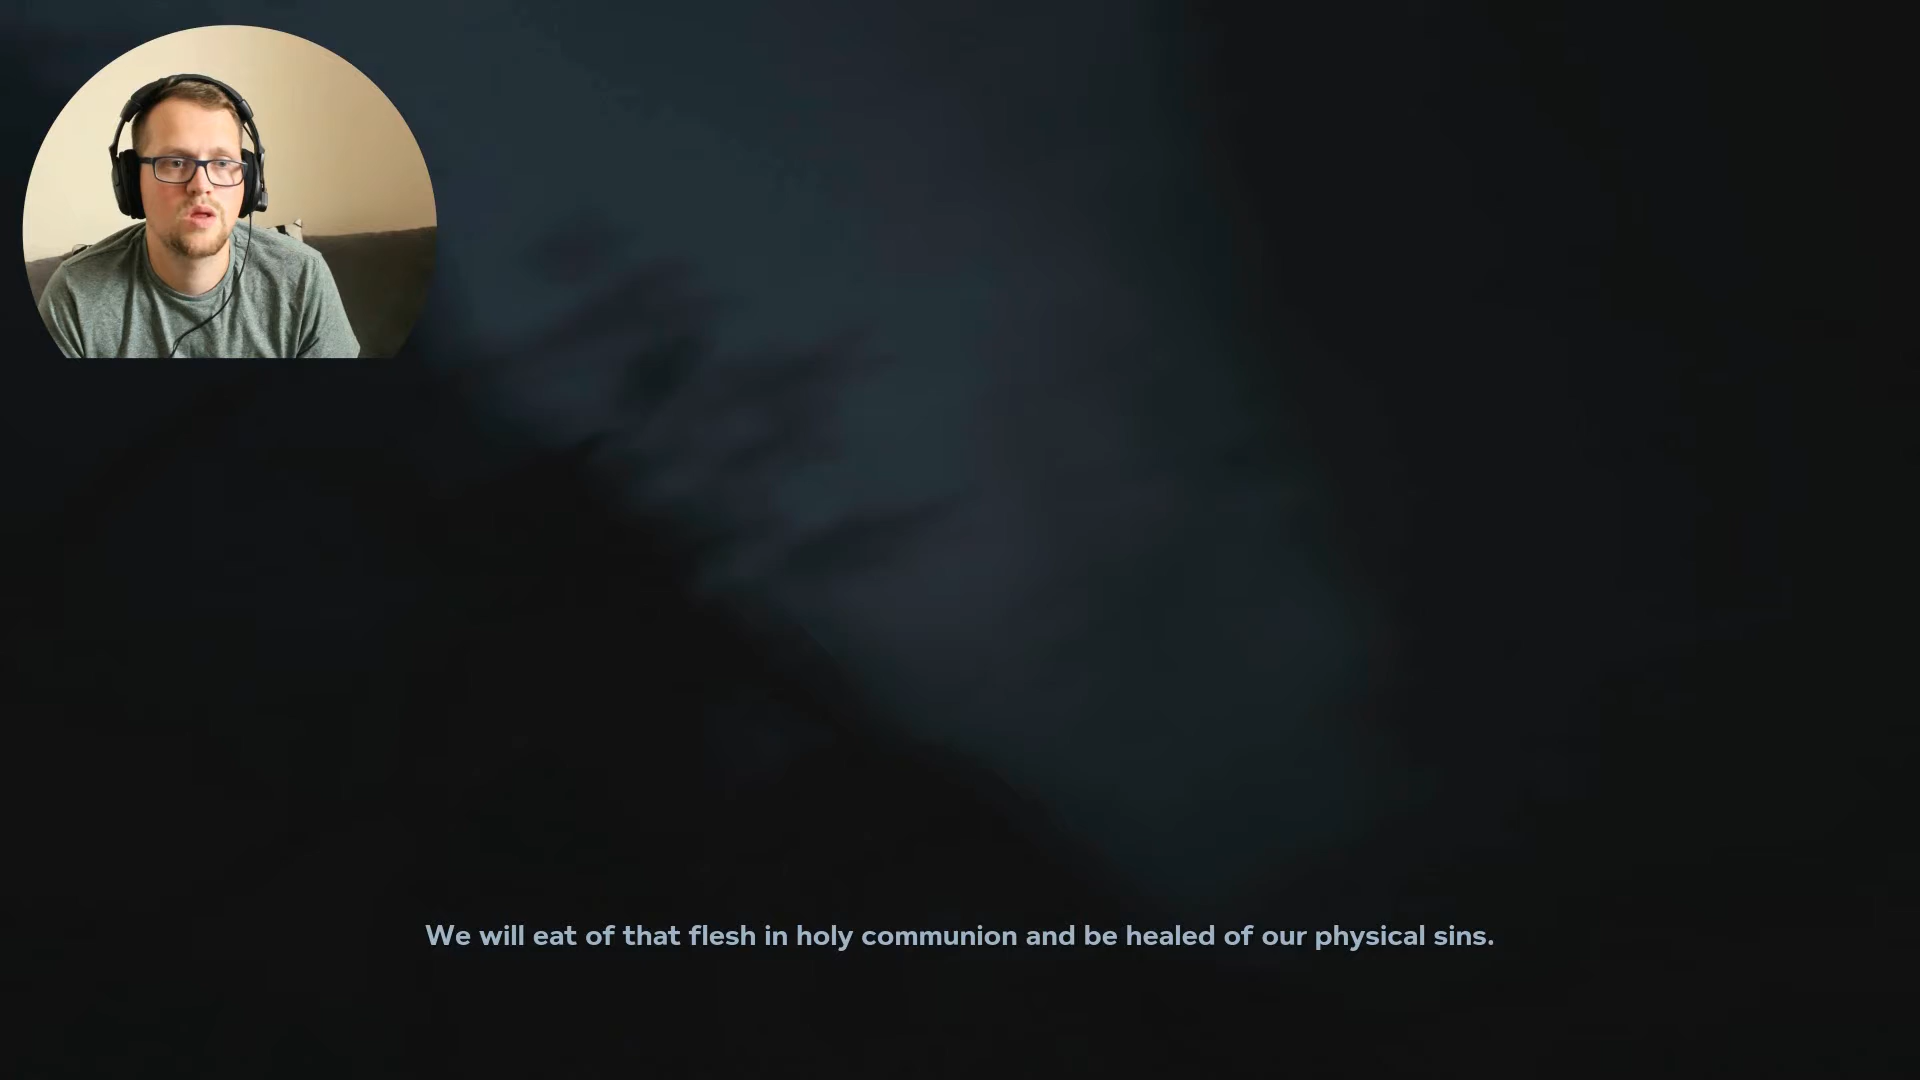 We will eat of that flesh in holy communion and be healed of our physical sins.